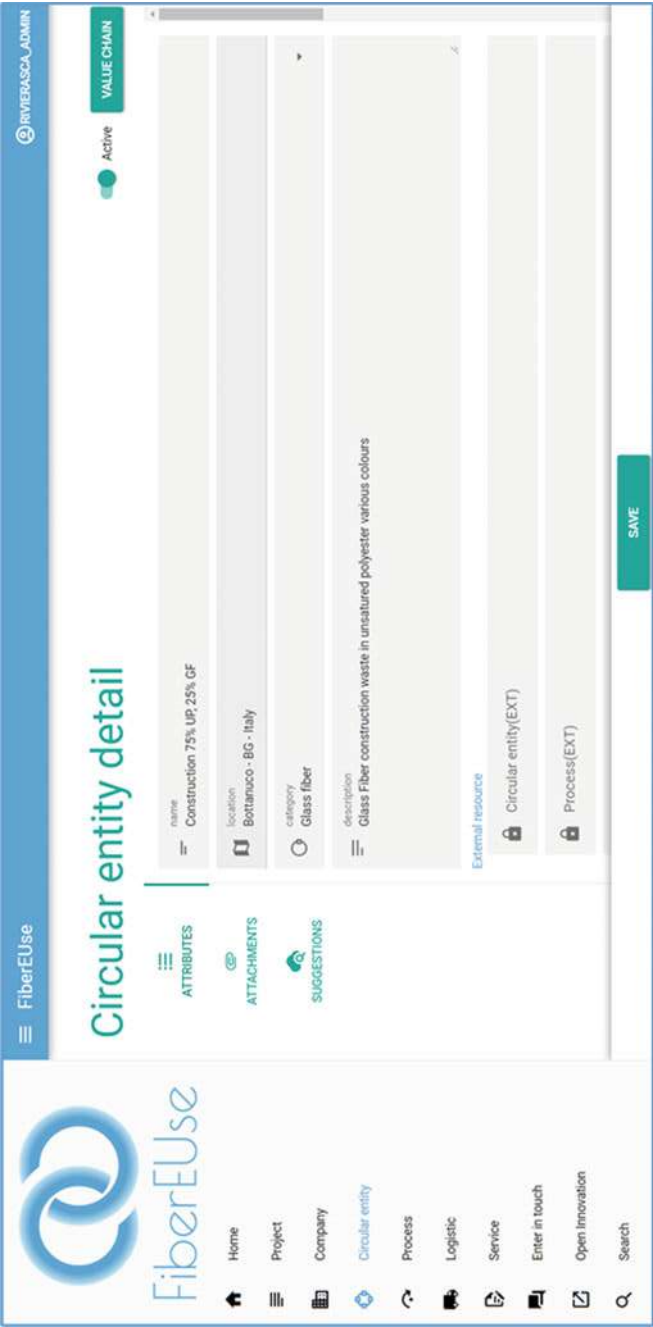 FiberEUse
RIVIERASCA_ADMIN
FiberEUse
Home
Project
Company
Circular entity
Process
Logistic
Service
Enter in touch
Open Innovation
Search
Circular entity detail
Active
VALUE CHAIN
ATTRIBUTES
ATTACHMENTS
SUGGESTIONS
name
Construction 75% UP, 25% GF
location
Bottanuco - BG - Italy
category
Glass fiber
description
Glass Fiber construction waste in unsatured polyester various colours
External resource
Circular entity(EXT)
Process(EXT)
SAVE